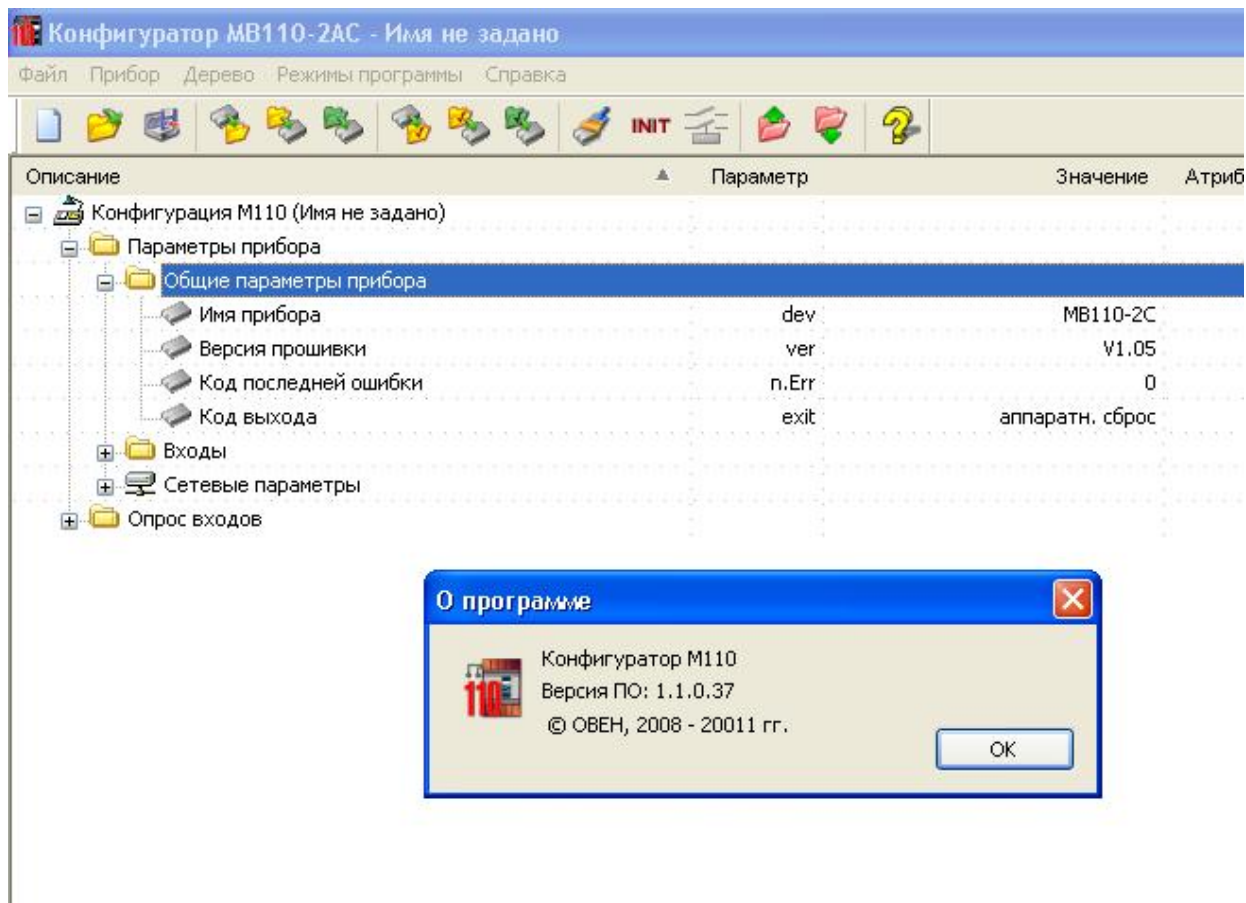 Конфигуратор МВ110-2АС - Имя не задано
Файл Прибор Дерево Режимы программы Справка
INIT
Описание Параметр Значение Атриб
Конфигурация М110 (Имя не задано)
Параметры прибора
Общие параметры прибора
Имя прибора dev МВ110-2С
Версия прошивки ver V1.05
Код последней ошибки n.Err 0
Код выхода exit аппаратн. сброс
Входы
Сетевые параметры
Опрос входов
О программе
110
Конфигуратор М110
Версия ПО: 1.1.0.37
© ОВЕН, 2008 - 20011 гг.
OK